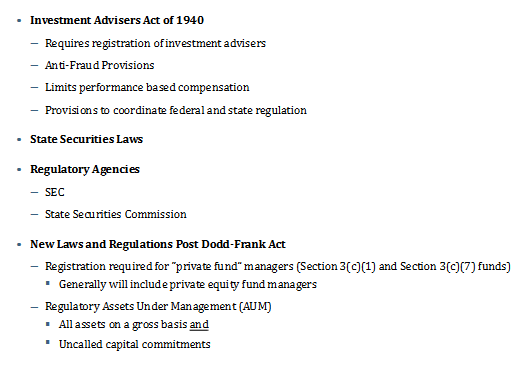 ▪ Investment Advisers Act of 1940
– Requires registration of investment advisers
– Anti-Fraud Provisions
– Limits performance based compensation
– Provisions to coordinate federal and state regulation
▪ State Securities Laws
▪ Regulatory Agencies
– SEC
– State Securities Commission
▪ New Laws and Regulations Post Dodd-Frank Act
– Registration required for "private fund" managers (Section 3(c)(1) and Section 3(c)(7) funds)
▪ Generally will include private equity fund managers
– Regulatory Assets Under Management (AUM)
▪ All assets on a gross basis and
▪ Uncalled capital commitments